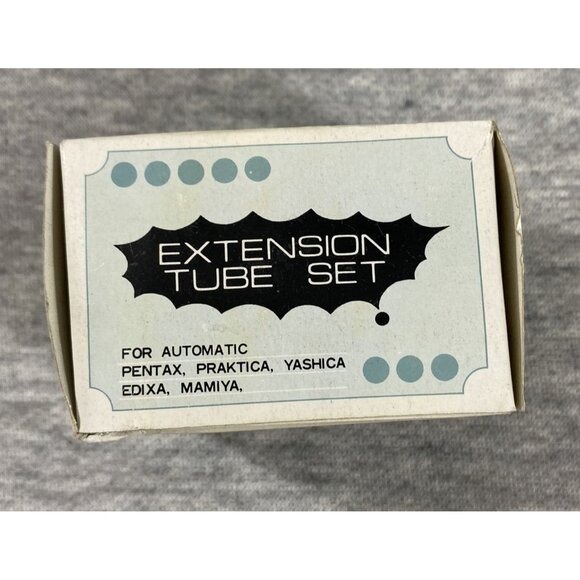 EXTENSION
TUBE SET
FOR AUTOMATIC
PENTAX, PRAKTICA, YASHICA
EDIXA, MAMIYA,